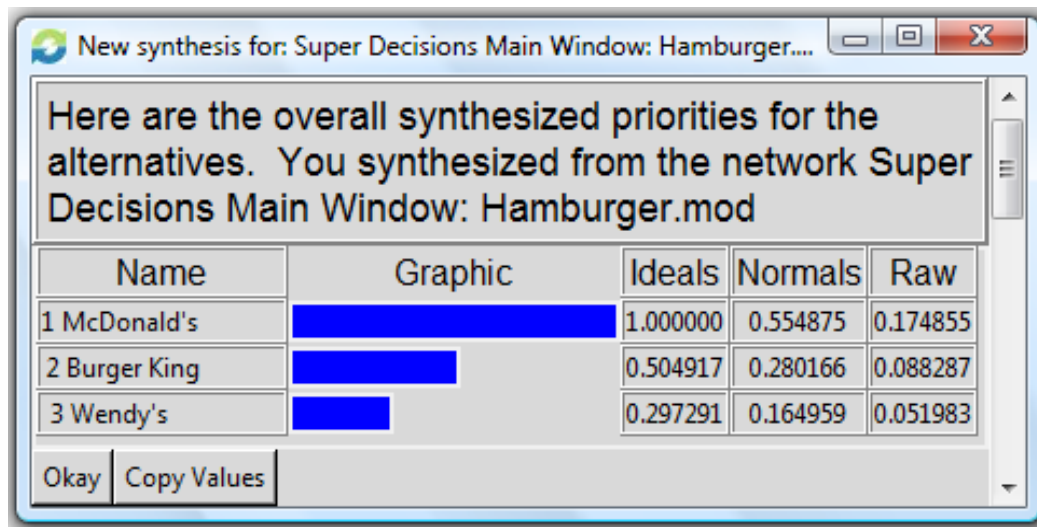 New synthesis for: Super Decisions Main Window: Hamburger....
Here are the overall synthesized priorities for the
alternatives. You synthesized from the network Super
Decisions Main Window: Hamburger.mod
Name Graphic Ideals Normals Raw
1 McDonald's 1.000000 0.554875 0.174855
2 Burger King 0.504917 0.280166 0.088287
3 Wendy's 0.297291 0.164959 0.051983
Okay Copy Values